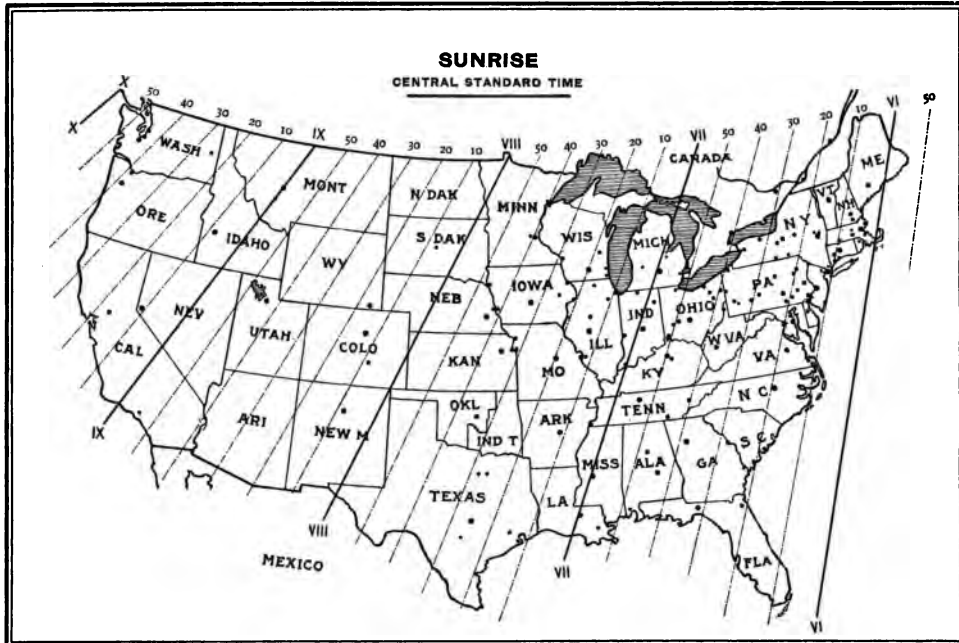 SUNRISE
CENTRAL STANDARD TIME
X 50 40 30 20 10 IX 50 40 30 20 10 VIII 50 40 30 20 10 VII 50 40 30 20 10 VI 50
X
CANADA
WASH
MONT
N DAK
MINN
ME
VT
NH
ORE
IDAHO
S DAK
WIS
MICH
N Y
WY
NEB
IOWA
PA
NEV
UTAH
COLO
ILL
IND
OHIO
W VA
CAL
KAN
MO
KY
VA
ARI
NEW M
OKL
IND T
ARK
TENN
N C
S C
IX
TEXAS
LA
MISS
ALA
GA
VIII
MEXICO
VII
FLA
VI